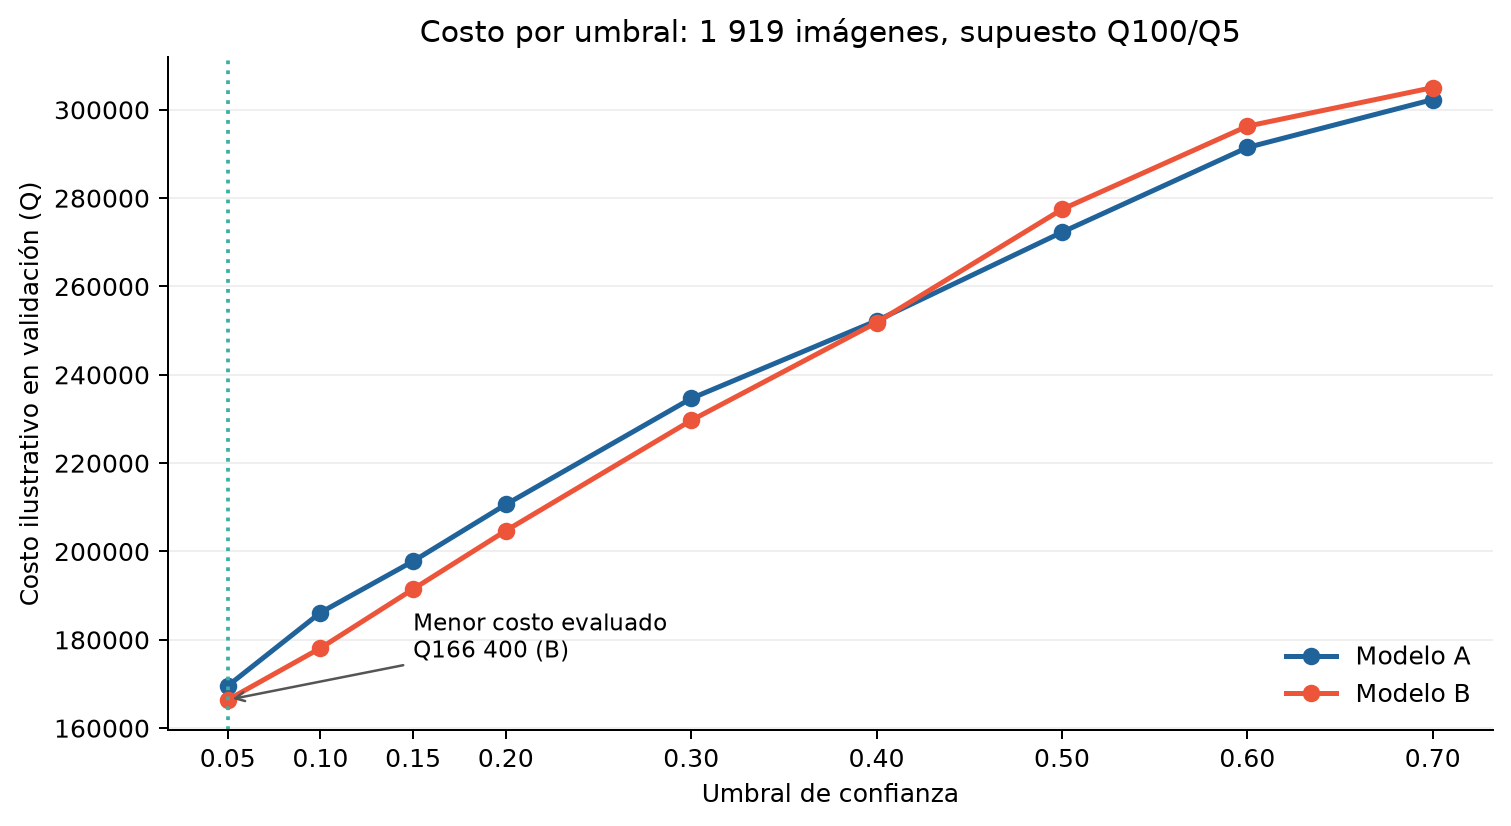 Costo por umbral: 1 919 imágenes, supuesto Q100/Q5
Costo ilustrativo en validación (Q)
300000
280000
260000
240000
220000
200000
180000
160000
Menor costo evaluado
Q166 400 (B)
Modelo A
Modelo B
0.05 0.10 0.15 0.20 0.30 0.40 0.50 0.60 0.70
Umbral de confianza